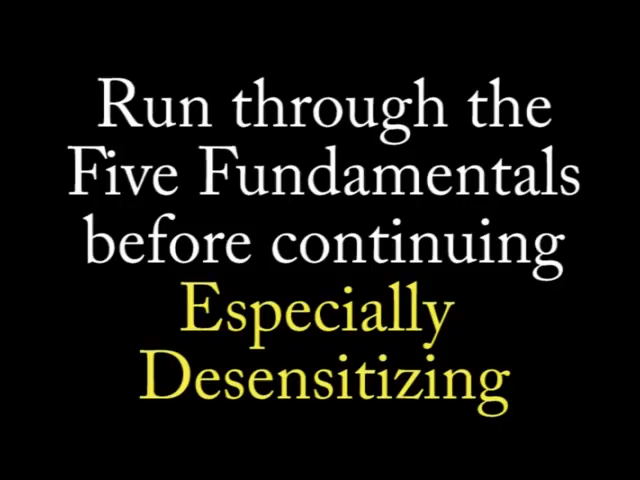 Run through the
Five Fundamentals
before continuing
Especially
Desensitizing